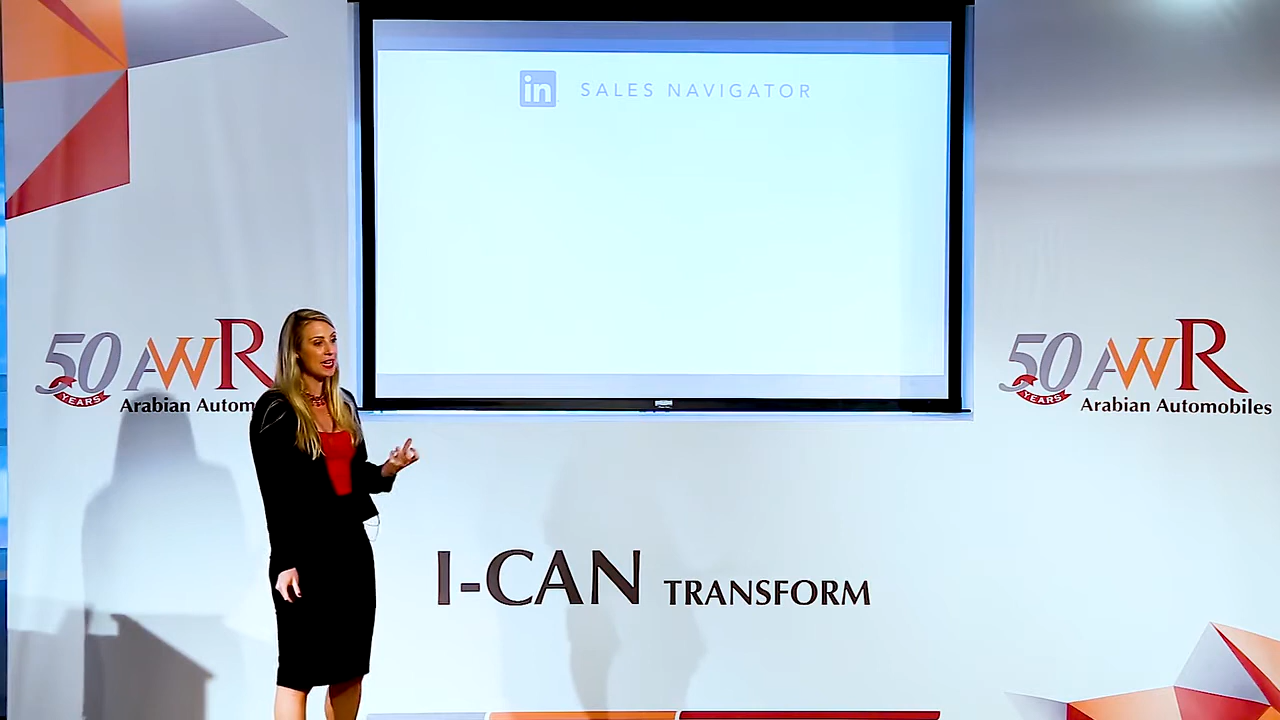 in SALES NAVIGATOR
50 YEARS AWR
Arabian Autom
50 YEARS AWR
Arabian Automobiles
I-CAN TRANSFORM